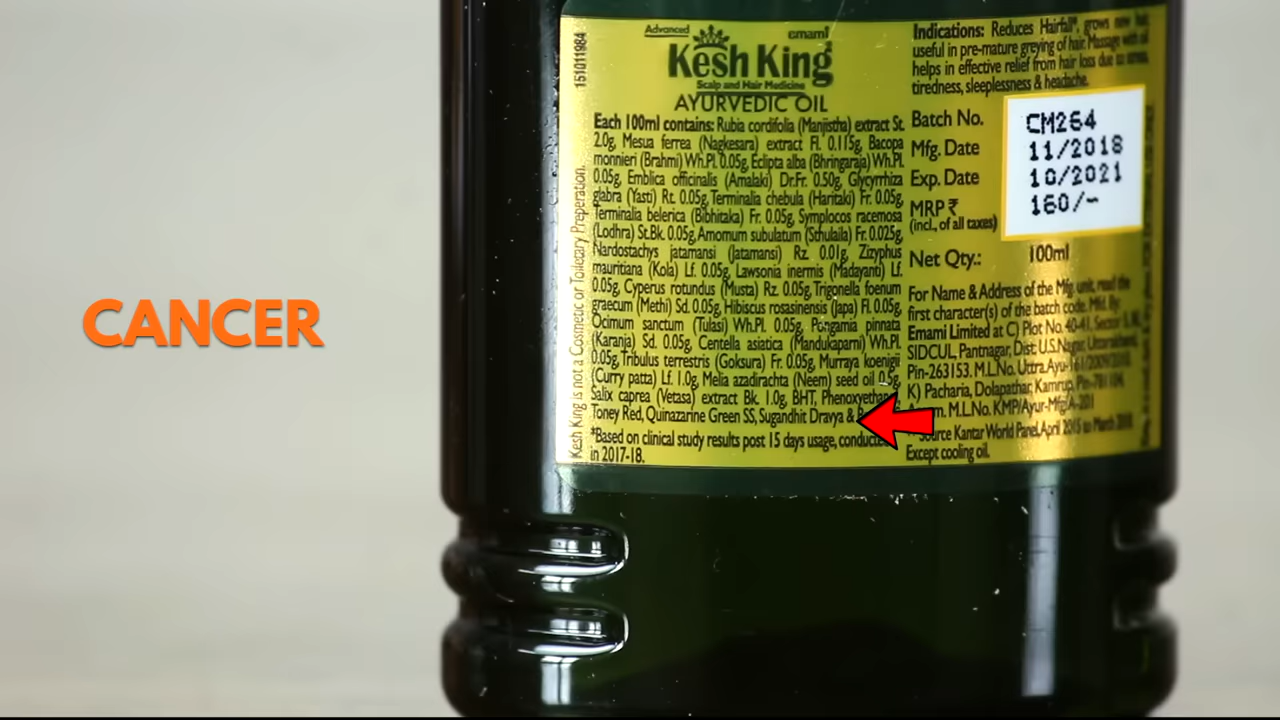 CANCER
151011984
Kesh King is not a Cosmetic or Toiletary Preperation.
Advanced
emami
Kesh King
Scalp and Hair Medicine
AYURVEDIC OIL
Each 100ml contains: Rubia cordifolia (Manjistha) extract St.
2.0g, Mesua ferrea (Nagkesara) extract Fl. 0.115g, Bacopa
monnieri (Brahmi) Wh.Pl. 0.05g, Eclipta alba (Bhringaraja) Wh.Pl.
0.05g, Emblica officinalis (Amalaki) Dr.Fr. 0.50g, Glycyrrhiza
glabra (Yasti) Rt. 0.05g, Terminalia chebula (Haritaki) Fr. 0.05g,
Terminalia belerica (Bibhitaka) Fr. 0.05g, Symplocos racemosa
(Lodhra) St.Bk. 0.05g, Amomum subulatum (Sthulaila) Fr. 0.025g,
Nardostachys jatamansi (Jatamansi) Rz. 0.01g, Zizyphus
mauritiana (Kola) Lf. 0.05g, Lawsonia inermis (Madayanti) Lf.
0.05g, Cyperus rotundus (Musta) Rz. 0.05g, Trigonella foenum
graecum (Methi) Sd. 0.05g, Hibiscus rosasinensis (Japa) Fl. 0.05g,
Ocimum sanctum (Tulasi) Wh.Pl. 0.05g, Pongamia pinnata
(Karanja) Sd. 0.05g, Centella asiatica (Mandukaparni) Wh.Pl.
0.05g, Tribulus terrestris (Goksura) Fr. 0.05g, Murraya koenigii
(Curry patta) Lf. 1.0g, Melia azadirachta (Neem) seed oil 0.5g,
Salix caprea (Vetasa) extract Bk. 1.0g, BHT, Phenoxyethanol,
Toney Red, Quinazarine Green SS, Sugandhit Dravya &
*Based on clinical study results post 15 days usage, conducted
in 2017-18.
Indications: Reduces Hairfall*, grows new hair,
useful in pre-mature greying of hair. Massage with oil
helps in effective relief from hair loss due to stress,
tiredness, sleeplessness & headache.
Batch No. CM264
Mfg. Date 11/2018
Exp. Date 10/2021
MRP ₹ 160/-
(incl., of all taxes)
Net Qty.: 100ml
For Name & Address of the Mfg. unit, read the
first character(s) of the batch code. Mfd. By:
Emami Limited at C) Plot No. 40-41, Sector
SIDCUL, Pantnagar, Dist: U.S.Nagar, Uttarakhand,
Pin-263153. M.L.No. Uttra.Ayu-161/2009/2010.
K) Pacharia, Dolapathar, Kamrup, Pin-781104,
M.L.No. KMP/Ayur-Mfg/A-201
Source Kantar World Panel, April 2015 to March 2018
Except cooling oil.